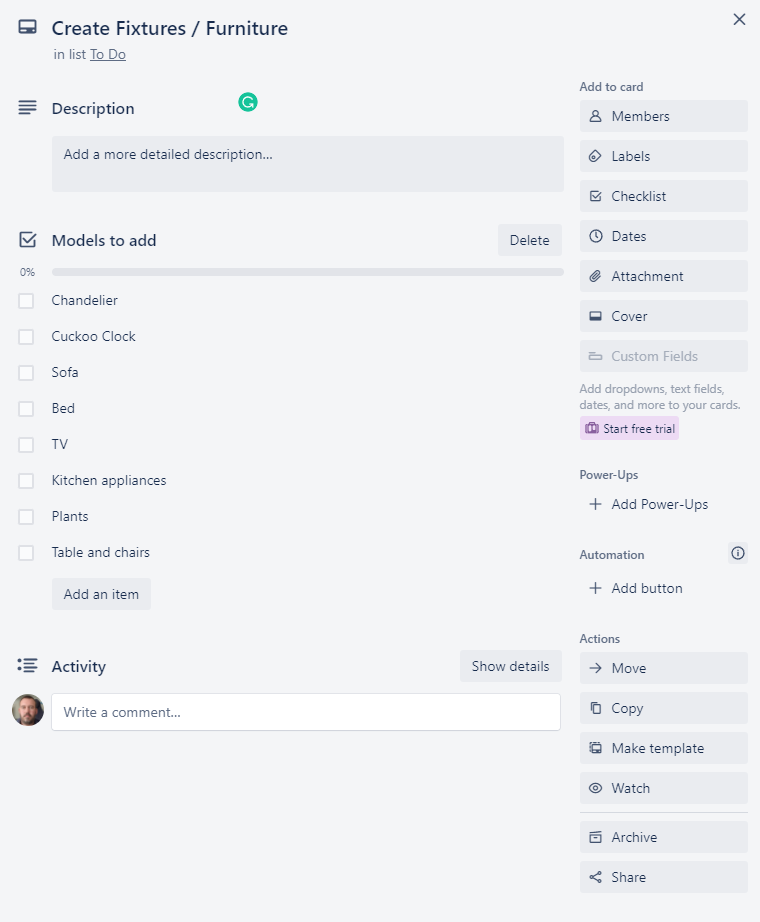 Create Fixtures / Furniture
in list To Do
Description
Add a more detailed description...
Models to add
Delete
0%
Chandelier
Cuckoo Clock
Sofa
Bed
TV
Kitchen appliances
Plants
Table and chairs
Add an item
Activity
Show details
Write a comment...
Add to card
Members
Labels
Checklist
Dates
Attachment
Cover
Custom Fields
Add dropdowns, text fields,
dates, and more to your cards.
Start free trial
Power-Ups
Add Power-Ups
Automation
Add button
Actions
Move
Copy
Make template
Watch
Archive
Share